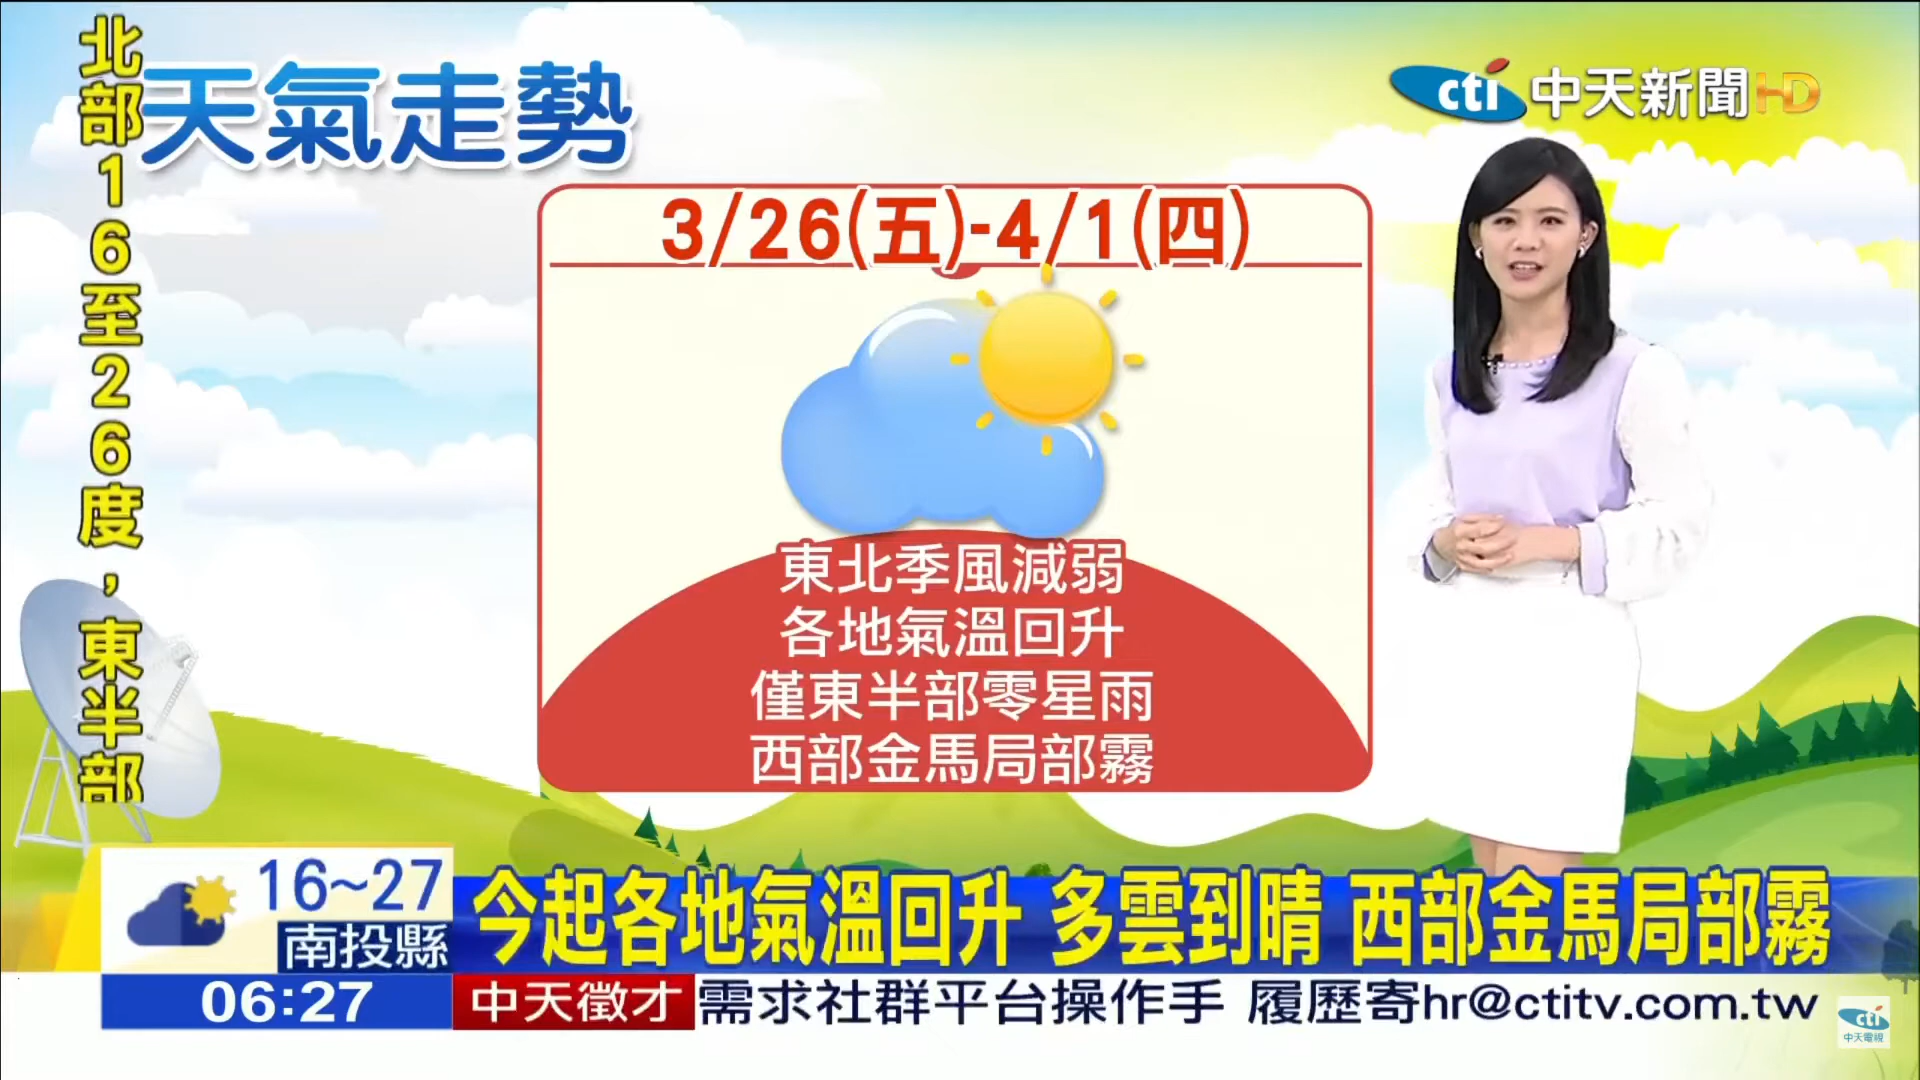 天氣走勢
cti 中天新聞HD
北部16至26度，東半部
3/26(五)-4/1(四)
東北季風減弱
各地氣溫回升
僅東半部零星雨
西部金馬局部霧
16~27
南投縣
今起各地氣溫回升 多雲到晴 西部金馬局部霧
06:27
中天徵才 需求社群平台操作手 履歷寄hr@ctitv.com.tw
cti
中天電視